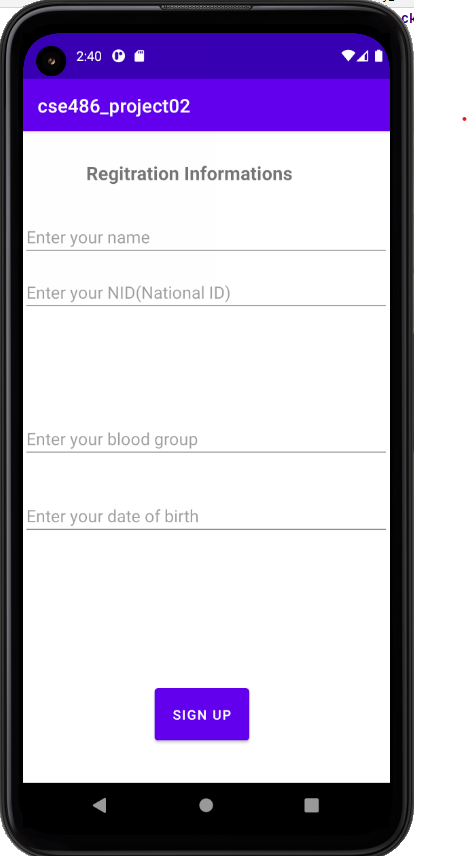 ck
2:40
cse486_project02
Regitration Informations
Enter your name
Enter your NID(National ID)
Enter your blood group
Enter your date of birth
SIGN UP